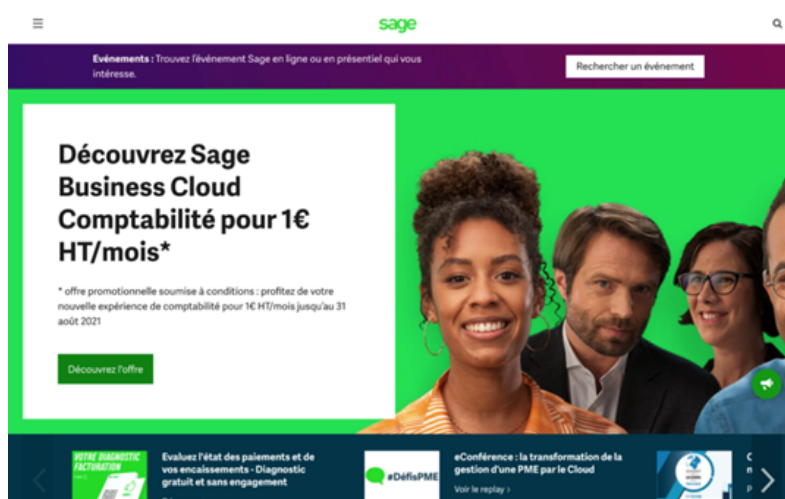 sage
Evénements : Trouvez l'événement Sage en ligne ou en présentiel qui vous
intéresse.
Rechercher un événement
Découvrez Sage
Business Cloud
Comptabilité pour 1€
HT/mois*
* offre promotionnelle soumise à conditions : profitez de votre
nouvelle expérience de comptabilité pour 1€ HT/mois jusqu'au 31
août 2021
Découvrez l'offre
VOTRE DIAGNOSTIC
FACTURATION
Evaluez l'état des paiements et de
vos encaissements - Diagnostic
gratuit et sans engagement
#DéfisPME
eConférence : la transformation de la
gestion d'une PME par le Cloud
Voir le replay >